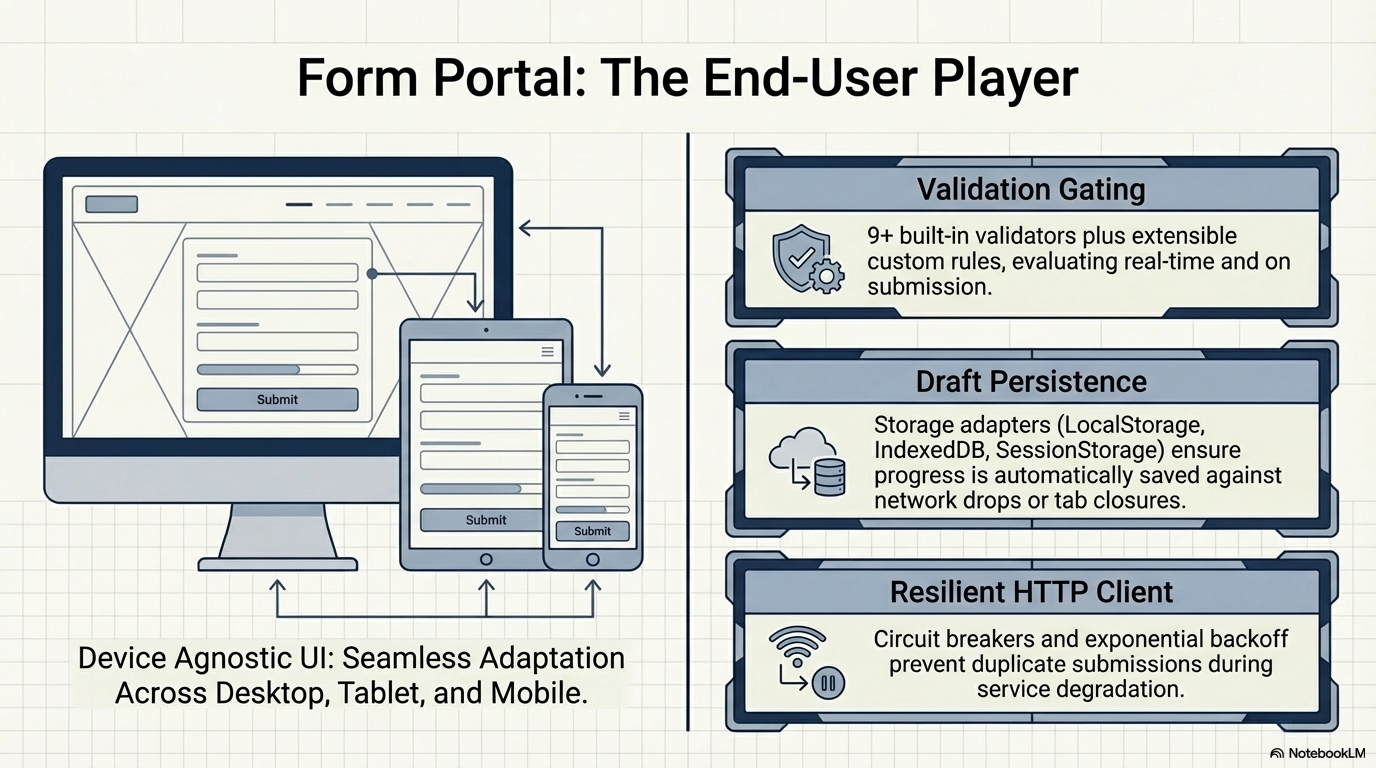 Form Portal: The End-User Player
Submit
Submit
Submit
Device Agnostic UI: Seamless Adaptation
Across Desktop, Tablet, and Mobile.
Validation Gating
9+ built-in validators plus extensible
custom rules, evaluating real-time and on
submission.
Draft Persistence
Storage adapters (LocalStorage,
IndexedDB, SessionStorage) ensure
progress is automatically saved against
network drops or tab closures.
Resilient HTTP Client
Circuit breakers and exponential backoff
prevent duplicate submissions during
service degradation.
NotebookLM